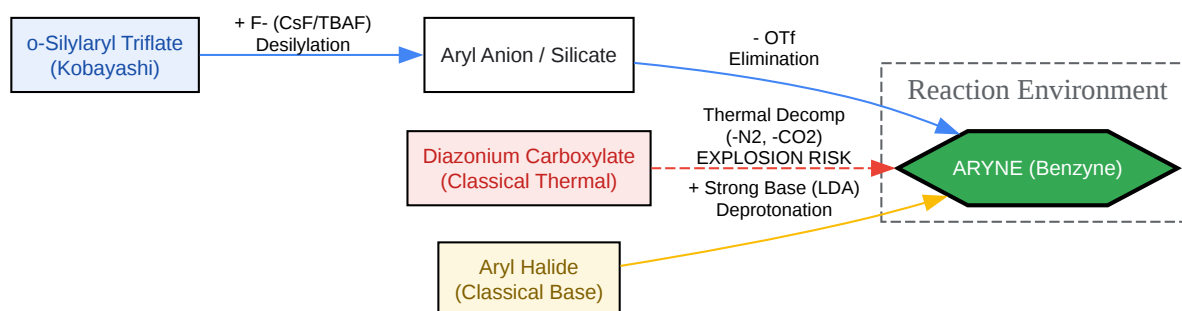 o-Silylaryl Triflate
(Kobayashi)
+ F- (CsF/TBAF)
Desilylation
Aryl Anion / Silicate
- OTf
Elimination
Reaction Environment
Diazonium Carboxylate
(Classical Thermal)
Thermal Decomp
(-N2, -CO2)
EXPLOSION RISK
ARYNE (Benzyne)
+ Strong Base (LDA)
Deprotonation
Aryl Halide
(Classical Base)